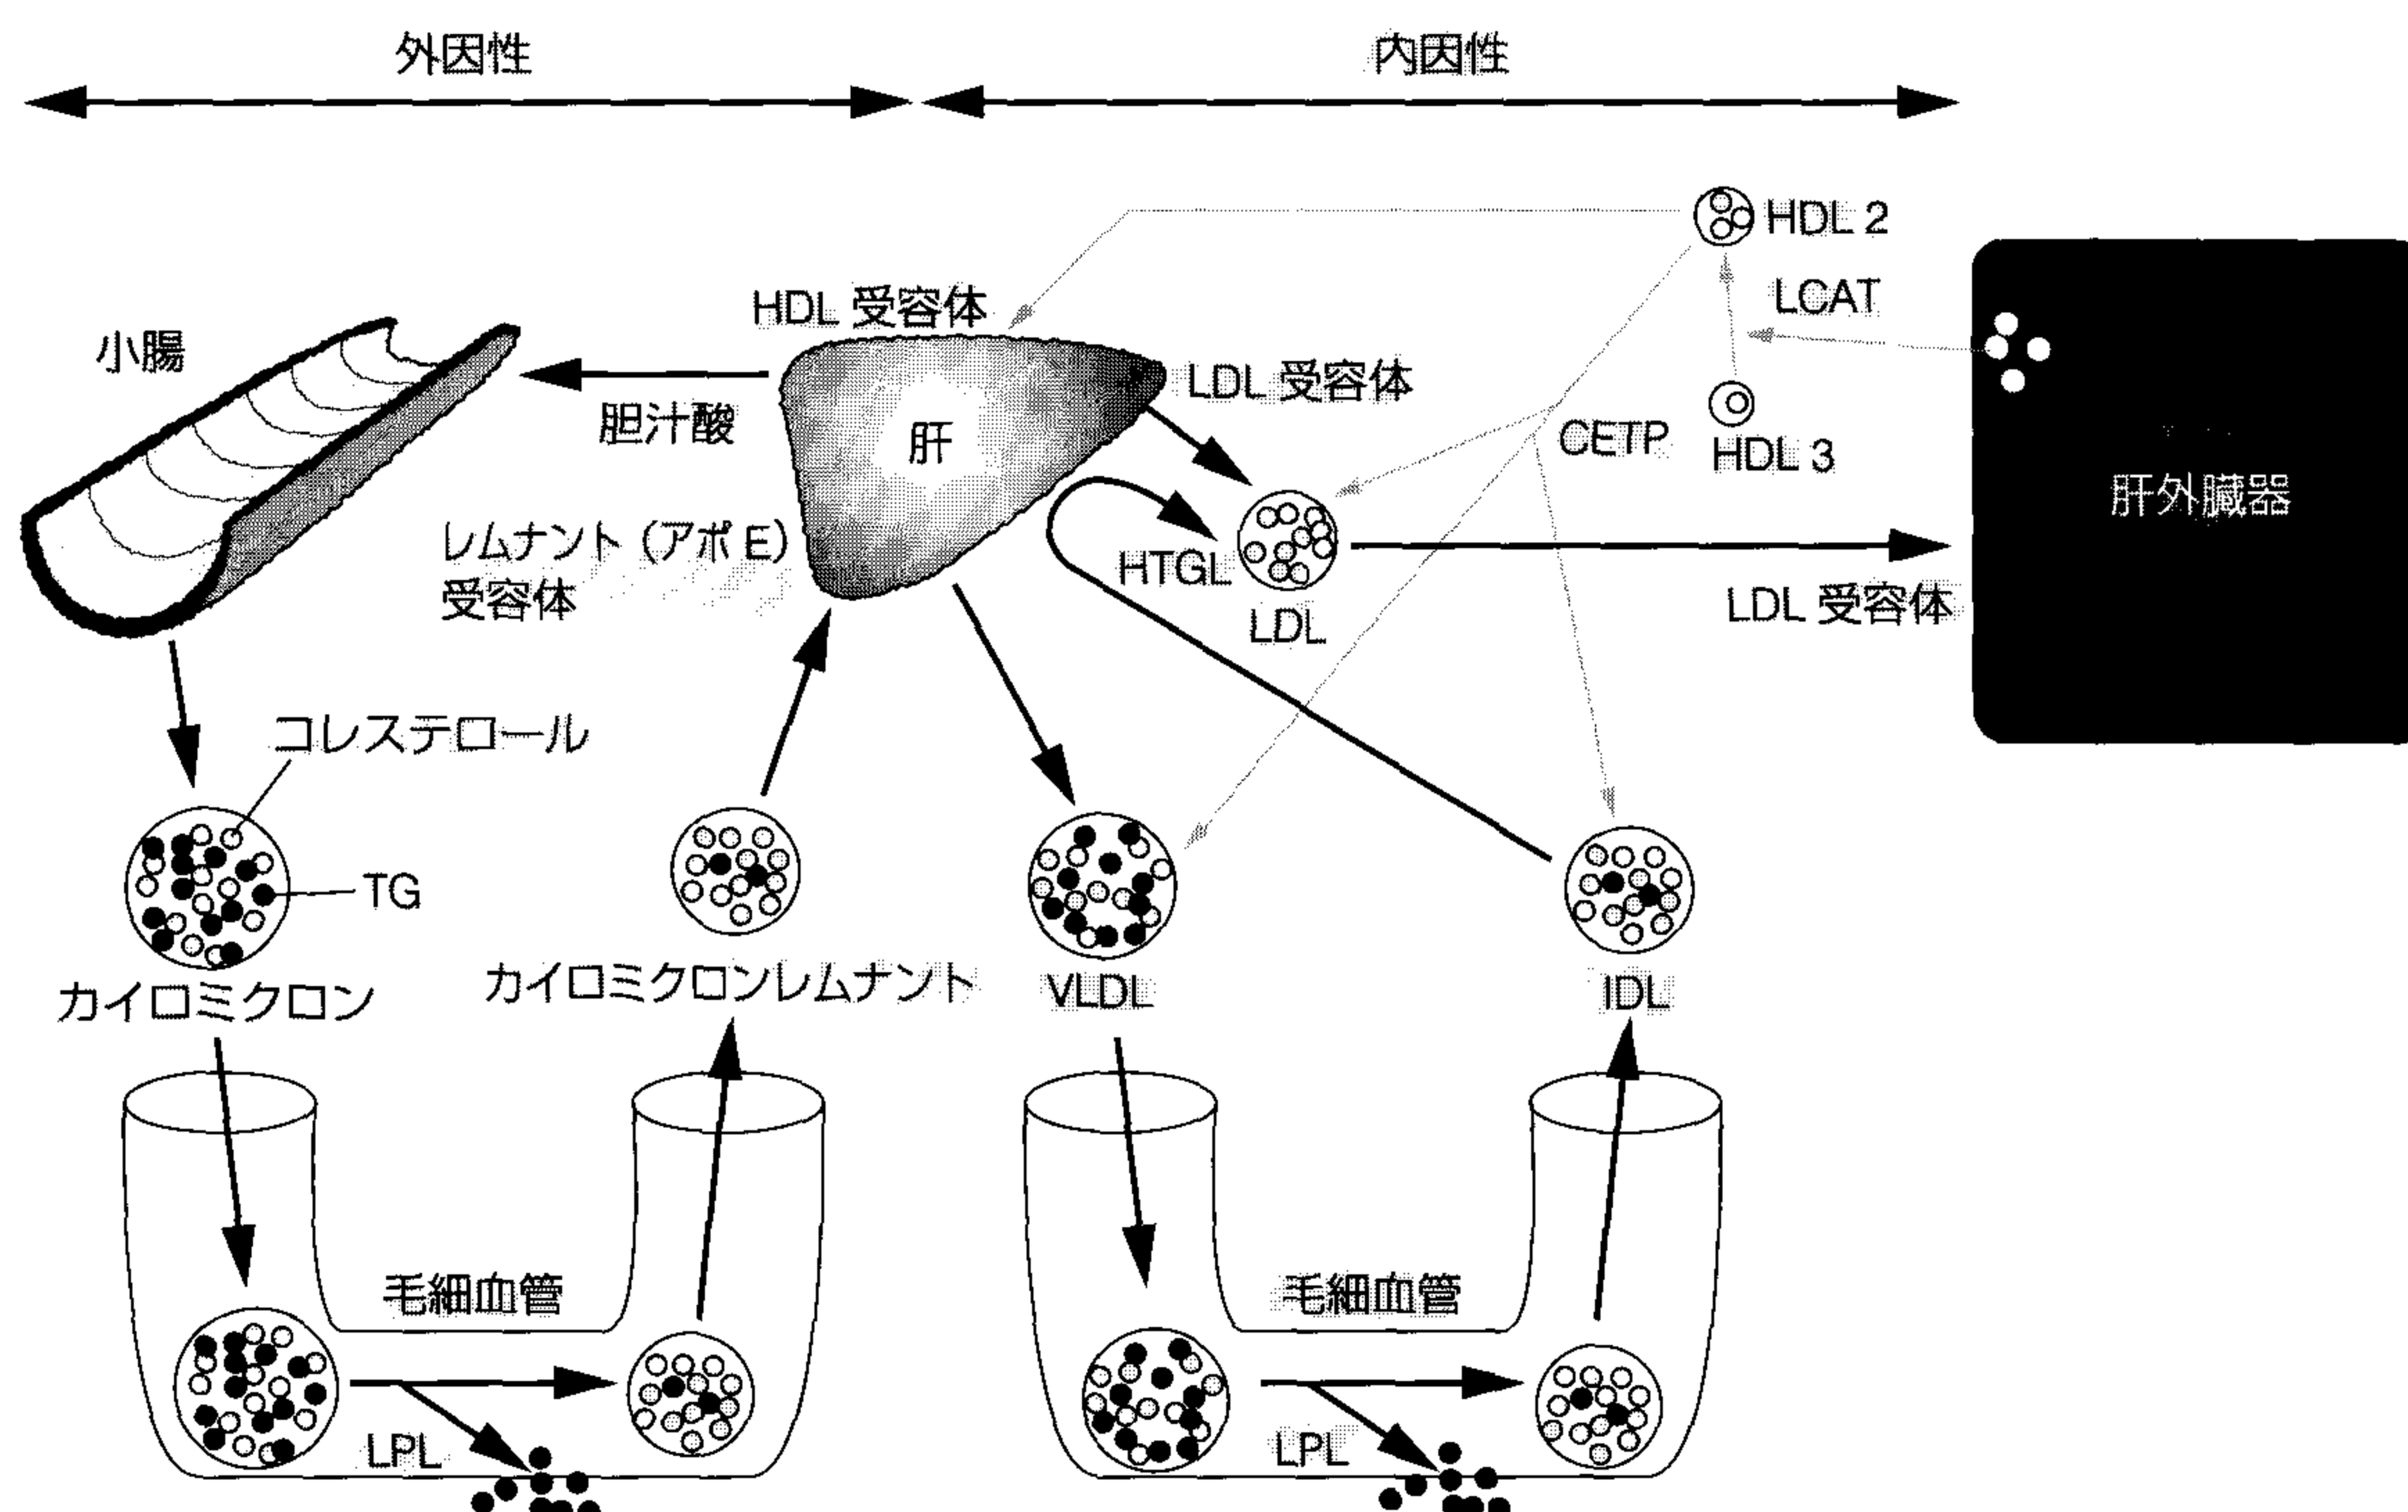 外因性
内因性
HDL 2
LCAT
HDL 受容体
小腸
LDL 受容体
胆汁酸
肝
CETP
HDL 3
肝外臓器
レムナント（アポ E）
受容体
HTGL
LDL
LDL 受容体
コレステロール
TG
カイロミクロン
カイロミクロンレムナント
VLDL
IDL
毛細血管
毛細血管
LPL
LPL